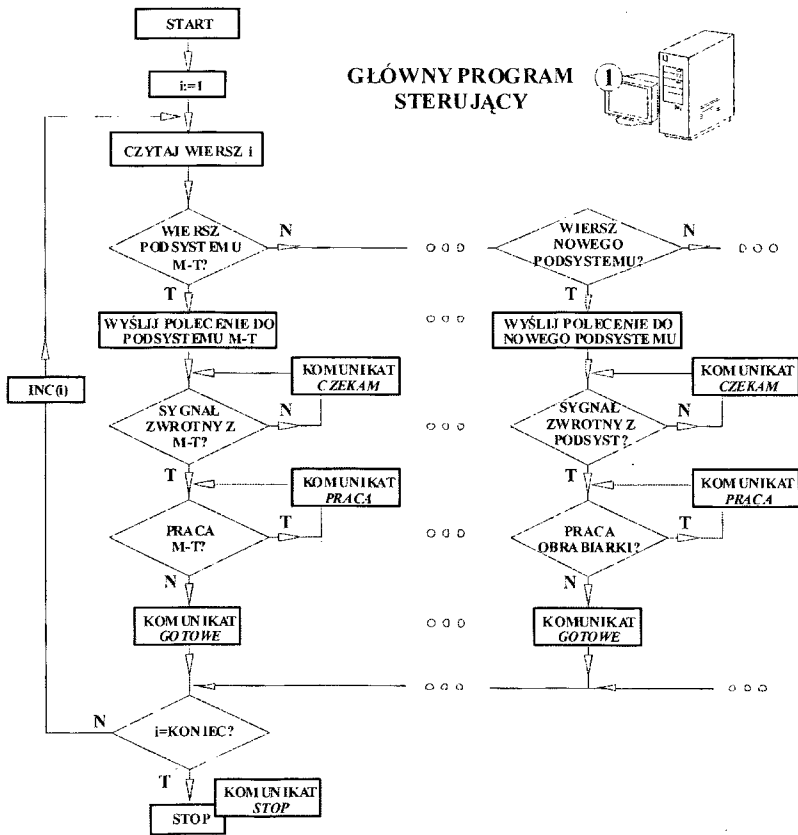 START
GŁÓWNY PROGRAM
STERUJĄCY
1
i:=1
CZYTAJ WIERSZ i
WIERSZ
PODSYSTEMU
M-T?
N
WIERSZ
NOWEGO
PODSYSTEMU?
N
T
T
WYŚLIJ POLECENIE DO
PODSYSTEMU M-T
WYŚLIJ POLECENIE DO
NOWEGO PODSYSTEMU
KOMUNIKAT
CZEKAM
KOMUNIKAT
CZEKAM
INC(i)
SYGNAŁ
ZWROTNY Z
M-T?
N
SYGNAŁ
ZWROTNY Z
PODSYST?
N
T
T
KOMUNIKAT
PRACA
KOMUNIKAT
PRACA
PRACA
M-T?
T
PRACA
OBRABIARKI?
T
N
N
KOMUNIKAT
GOTOWE
KOMUNIKAT
GOTOWE
N
i=KONIEC?
T
KOMUNIKAT
STOP
STOP